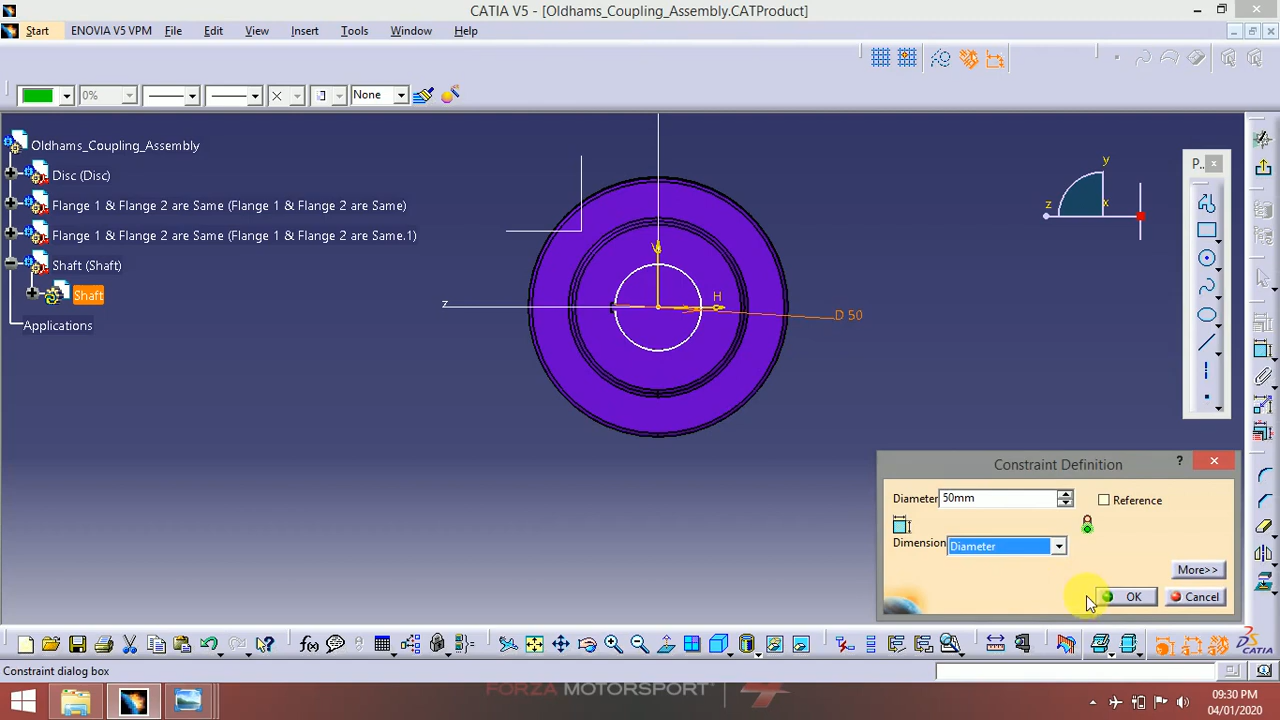 CATIA V5 - [Oldhams_Coupling_Assembly.CATProduct]
Start ENOVIA V5 VPM File Edit View Insert Tools Window Help
0% None
Oldhams_Coupling_Assembly
Disc (Disc)
Flange 1 & Flange 2 are Same (Flange 1 & Flange 2 are Same)
Flange 1 & Flange 2 are Same (Flange 1 & Flange 2 are Same.1)
Shaft (Shaft)
Shaft
Applications
P..
y
z x
V
H
z
D 50
Constraint Definition ?
Diameter 50mm Reference
Dimension Diameter
More>>
OK Cancel
f(x)
CATIA
Constraint dialog box
FORZA MOTORSPORT
09:30 PM
04/01/2020